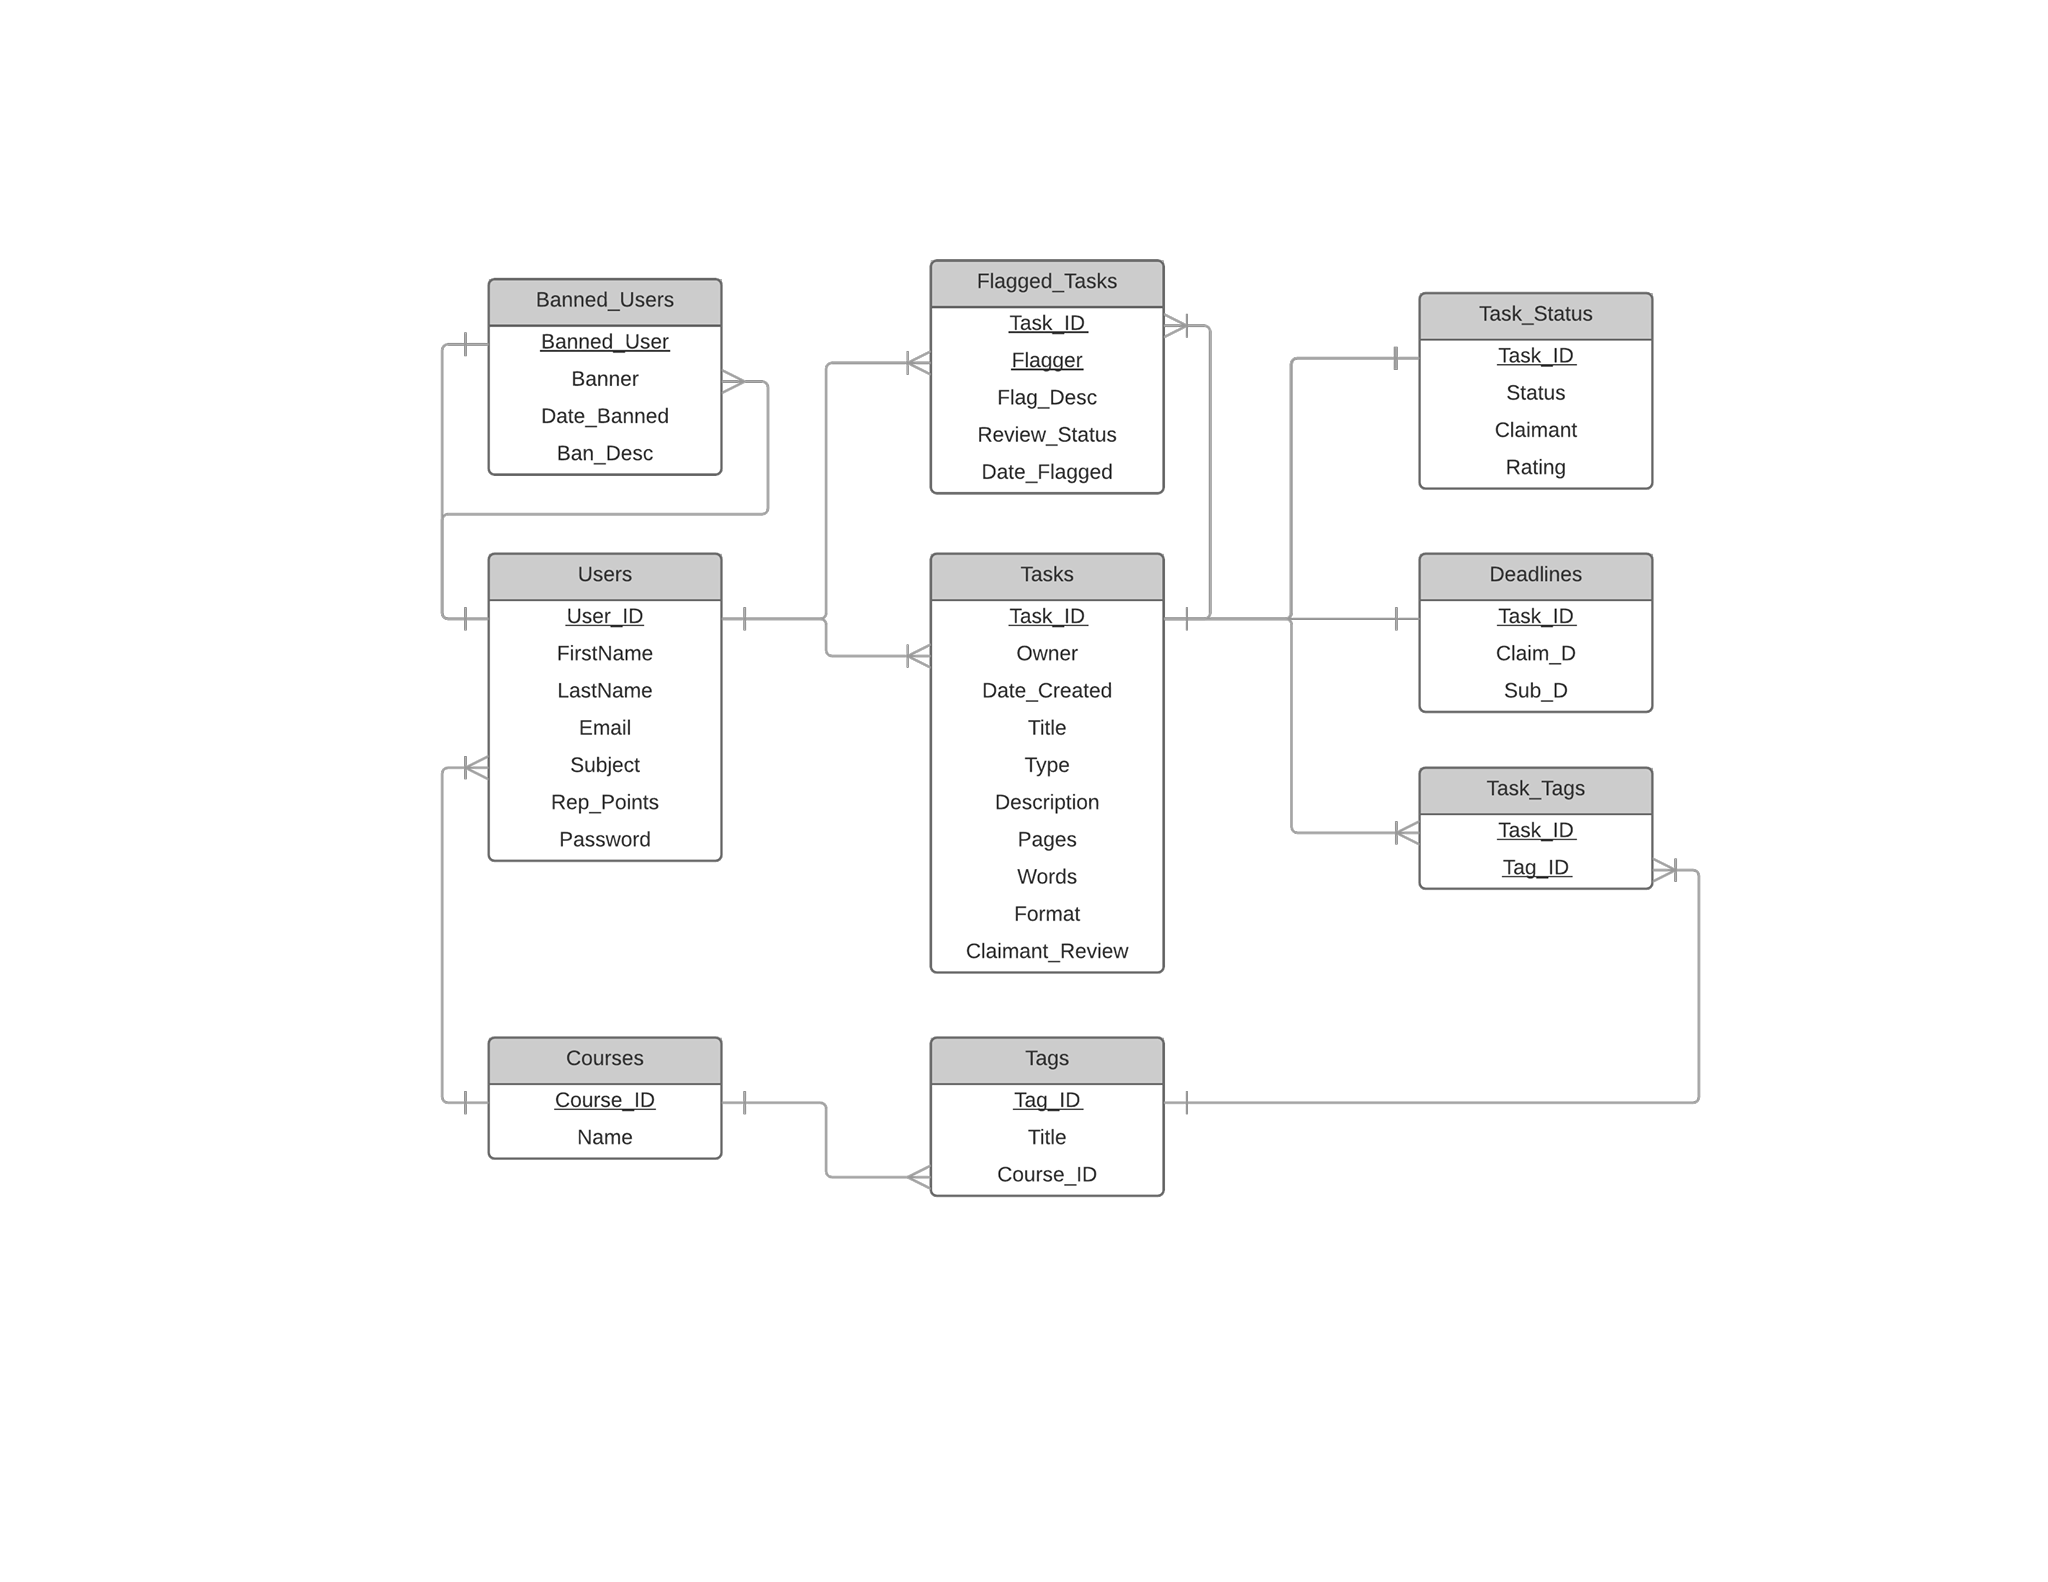 Banned_Users
Banned_User
Banner
Date_Banned
Ban_Desc
Flagged_Tasks
Task_ID
Flagger
Flag_Desc
Review_Status
Date_Flagged
Task_Status
Task_ID
Status
Claimant
Rating
Users
User_ID
FirstName
LastName
Email
Subject
Rep_Points
Password
Tasks
Task_ID
Owner
Date_Created
Title
Type
Description
Pages
Words
Format
Claimant_Review
Deadlines
Task_ID
Claim_D
Sub_D
Task_Tags
Task_ID
Tag_ID
Courses
Course_ID
Name
Tags
Tag_ID
Title
Course_ID